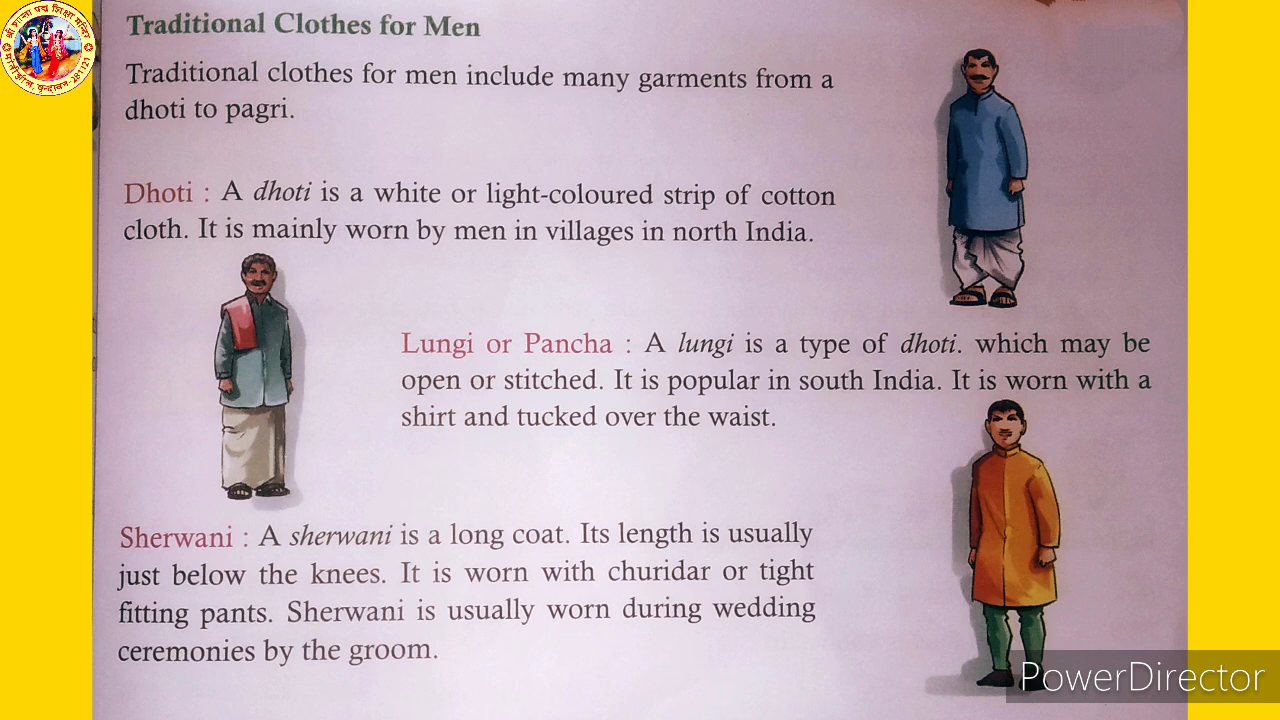 Traditional Clothes for Men
Traditional clothes for men include many garments from a
dhoti to pagri.
Dhoti : A dhoti is a white or light-coloured strip of cotton
cloth. It is mainly worn by men in villages in north India.
Lungi or Pancha : A lungi is a type of dhoti. which may be
open or stitched. It is popular in south India. It is worn with a
shirt and tucked over the waist.
Sherwani : A sherwani is a long coat. Its length is usually
just below the knees. It is worn with churidar or tight
fitting pants. Sherwani is usually worn during wedding
ceremonies by the groom.
PowerDirector